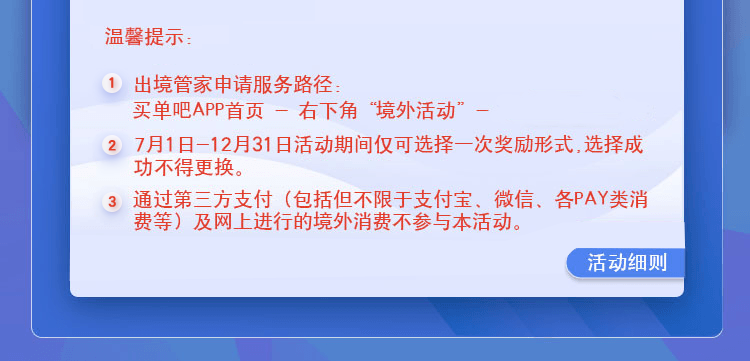 温馨提示:
1 出境管家申请服务路径:
买单吧APP首页 - 右下角“境外活动”-
2 7月1日-12月31日活动期间仅可选择一次奖励形式,选择成
功不得更换。
3 通过第三方支付(包括但不限于支付宝、微信、各PAY类消
费等)及网上进行的境外消费不参与本活动。
活动细则